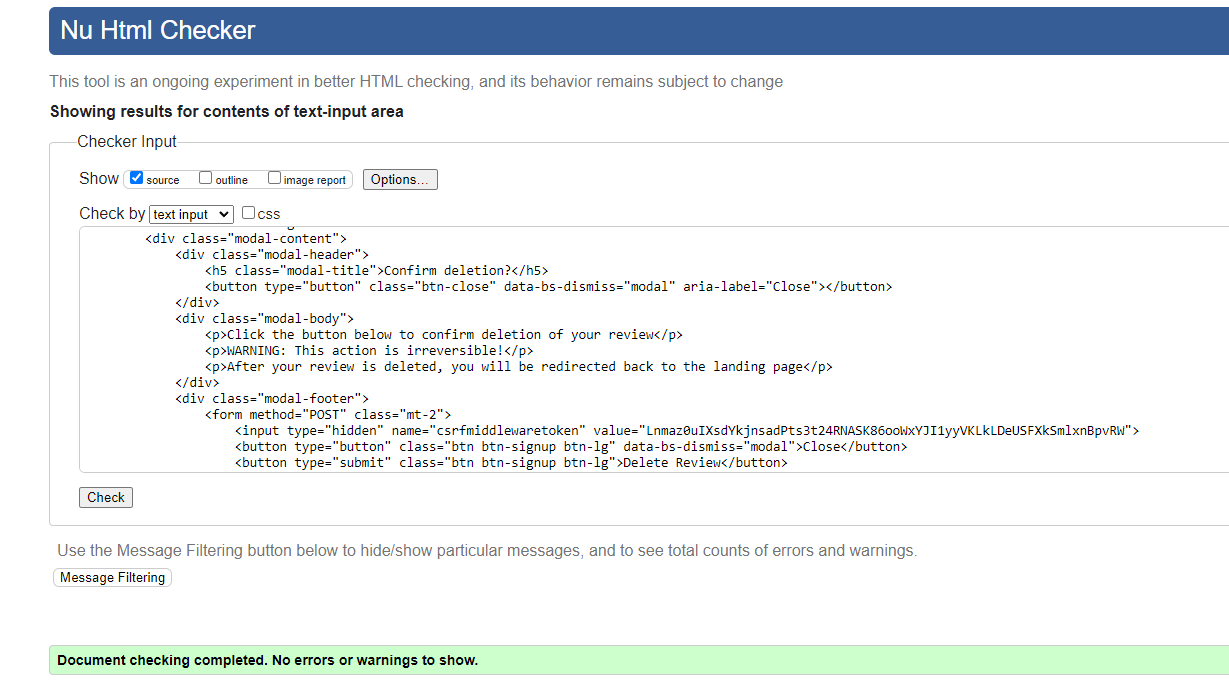 Nu Html Checker
This tool is an ongoing experiment in better HTML checking, and its behavior remains subject to change
Showing results for contents of text-input area
Checker Input
Show source outline image report Options...
Check by text input css
<div class="modal-content">
<div class="modal-header">
<h5 class="modal-title">Confirm deletion?</h5>
<button type="button" class="btn-close" data-bs-dismiss="modal" aria-label="Close"></button>
</div>
<div class="modal-body">
<p>Click the button below to confirm deletion of your review</p>
<p>WARNING: This action is irreversible!</p>
<p>After your review is deleted, you will be redirected back to the landing page</p>
</div>
<div class="modal-footer">
<form method="POST" class="mt-2">
<input type="hidden" name="csrfmiddlewaretoken" value="Lnmaz0uIXsdYkjnsadPts3t24RNASK86ooWxYJI1yyVKLkLDeUSFXkSmlxnBpvRW">
<button type="button" class="btn btn-signup btn-lg" data-bs-dismiss="modal">Close</button>
<button type="submit" class="btn btn-signup btn-lg">Delete Review</button>
Check
Use the Message Filtering button below to hide/show particular messages, and to see total counts of errors and warnings.
Message Filtering
Document checking completed. No errors or warnings to show.